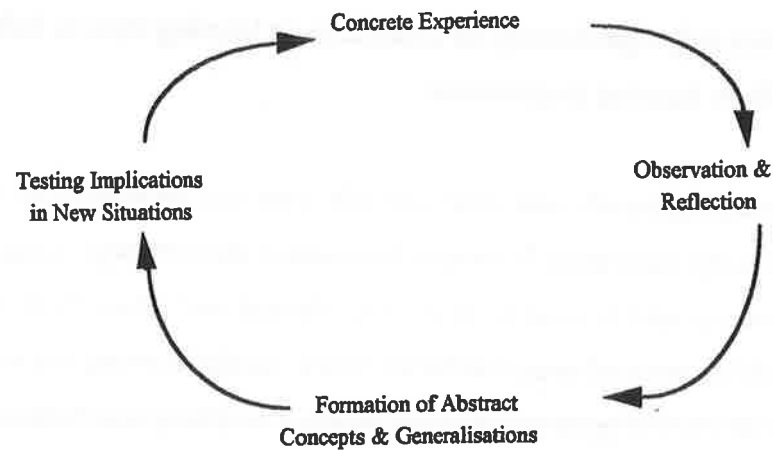 Concrete Experience
Observation &
Reflection
Formation of Abstract
Concepts & Generalisations
Testing Implications
in New Situations